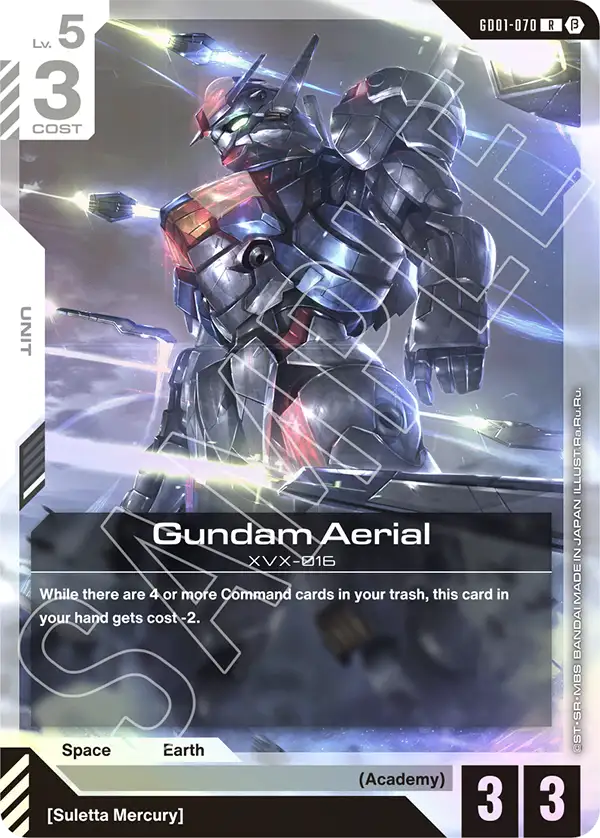 Lv. 5
3
COST
GD01-070 R β
UNIT
SAMPLE
Gundam Aerial
XVX-016
While there are 4 or more Command cards in your trash, this card in
your hand gets cost -2.
Space Earth
(Academy)
[Suletta Mercury]
3 3
©ST・SR・MBS BANDAI MADE IN JAPAN ILLUST.Ra.Ru.Ru.